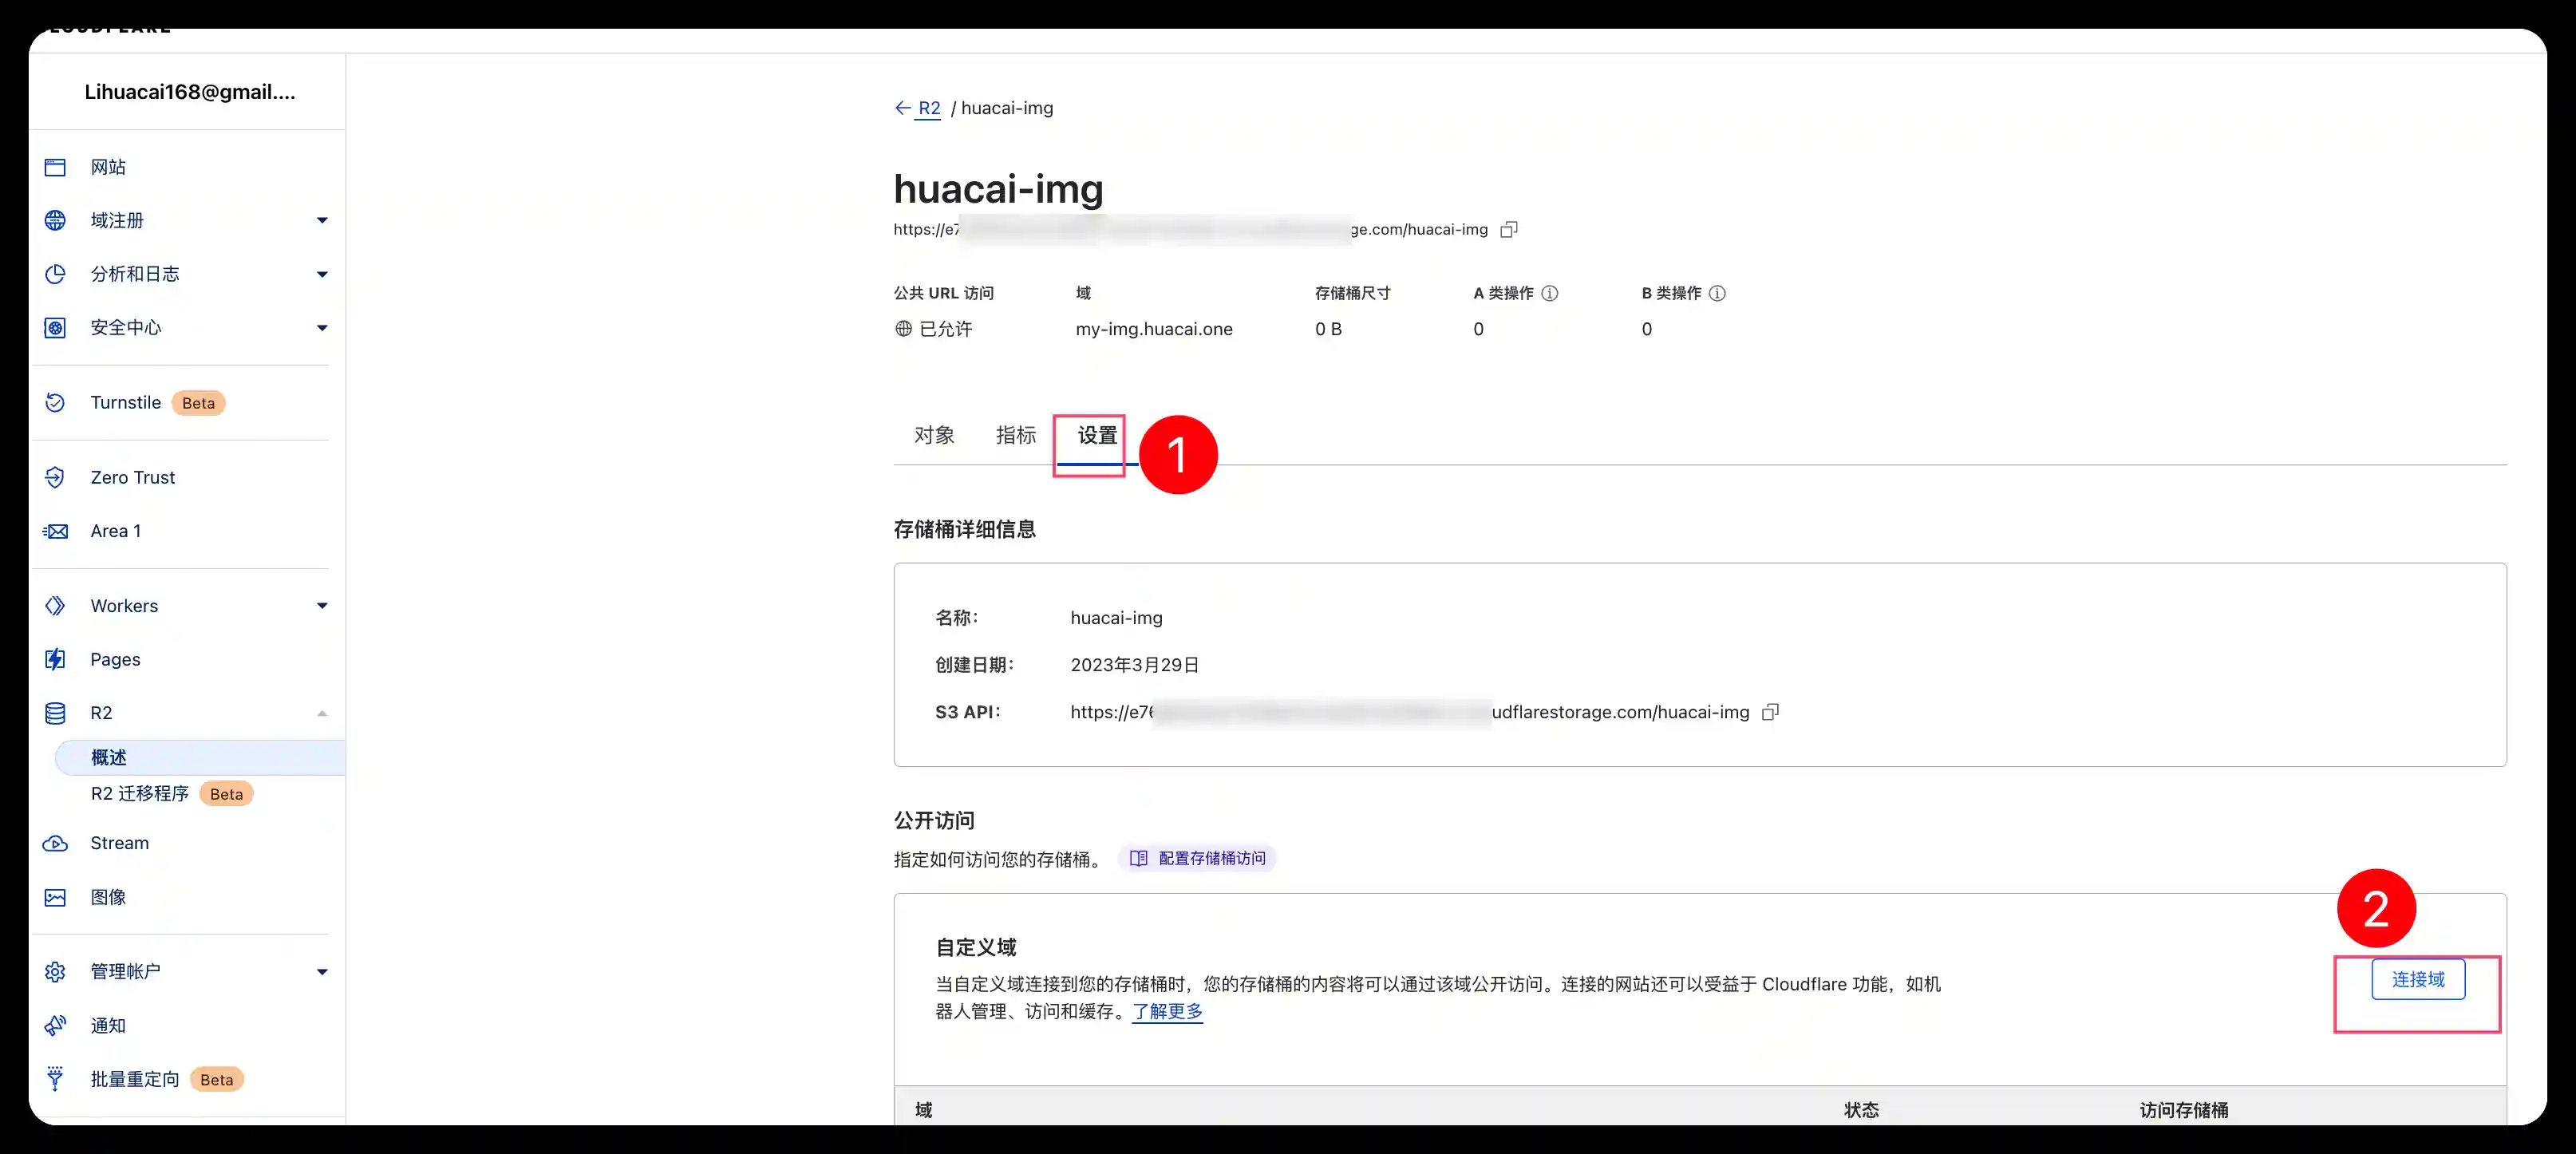 CLOUDFLARE
Lihuacai168@gmail....
网站
域注册
分析和日志
安全中心
Turnstile Beta
Zero Trust
Area 1
Workers
Pages
R2
概述
R2 迁移程序 Beta
Stream
图像
管理帐户
通知
批量重定向 Beta
← R2 / huacai-img
huacai-img
https://e7 ge.com/huacai-img
公共 URL 访问 域 存储桶尺寸 A 类操作 B 类操作
已允许 my-img.huacai.one 0 B 0 0
对象 指标 设置 1
存储桶详细信息
名称： huacai-img
创建日期： 2023年3月29日
S3 API： https://e76 udflarestorage.com/huacai-img
公开访问
指定如何访问您的存储桶。 配置存储桶访问
2
自定义域
连接域
当自定义域连接到您的存储桶时，您的存储桶的内容将可以通过该域公开访问。连接的网站还可以受益于 Cloudflare 功能，如机
器人管理、访问和缓存。了解更多
域 状态 访问存储桶